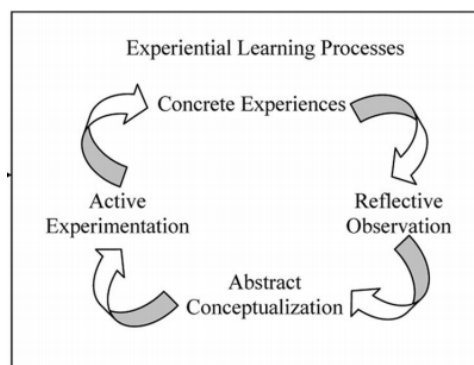 Experiential Learning Processes
Concrete Experiences
Reflective
Observation
Abstract
Conceptualization
Active
Experimentation